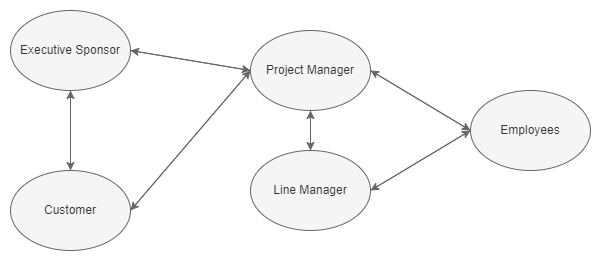 Executive Sponsor
Project Manager
Employees
Line Manager
Customer